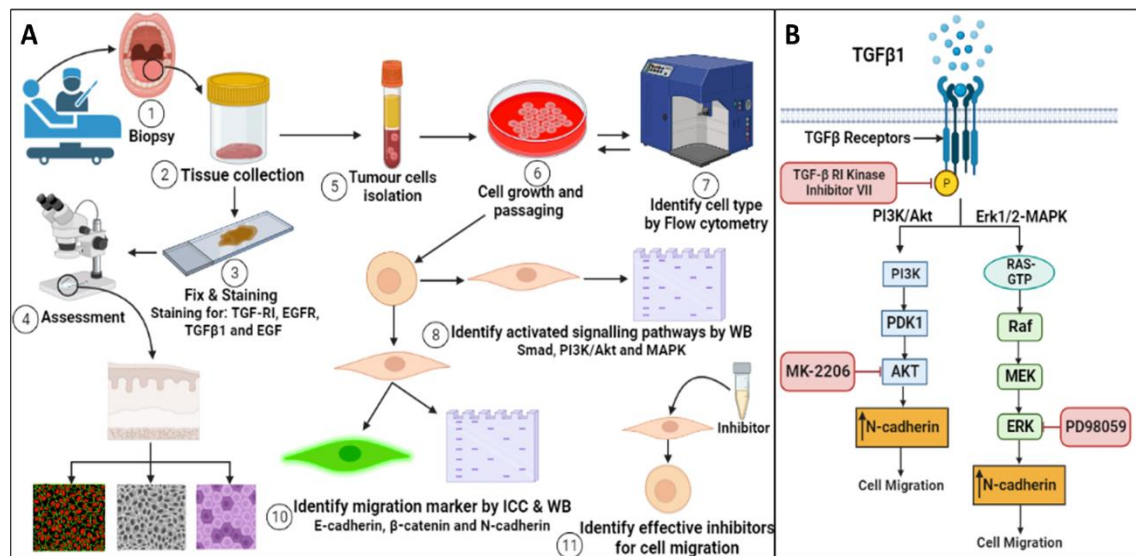 A
1
Biopsy
2
Tissue collection
3
Fix & Staining
Staining for: TGF-RI, EGFR,
TGFβ1 and EGF
4
Assessment
5
Tumour cells
isolation
6
Cell growth and
passaging
7
Identify cell type
by Flow cytometry
8
Identify activated signalling pathways by WB
Smad, PI3K/Akt and MAPK
10
Identify migration marker by ICC & WB
E-cadherin, β-catenin and N-cadherin
Inhibitor
11
Identify effective inhibitors
for cell migration
B
TGFβ1
TGFβ Receptors
TGF-β RI Kinase
Inhibitor VII
P
PI3K/Akt
Erk1/2-MAPK
PI3K
PDK1
MK-2206
AKT
N-cadherin
Cell Migration
RAS-
GTP
Raf
MEK
ERK
PD98059
N-cadherin
Cell Migration